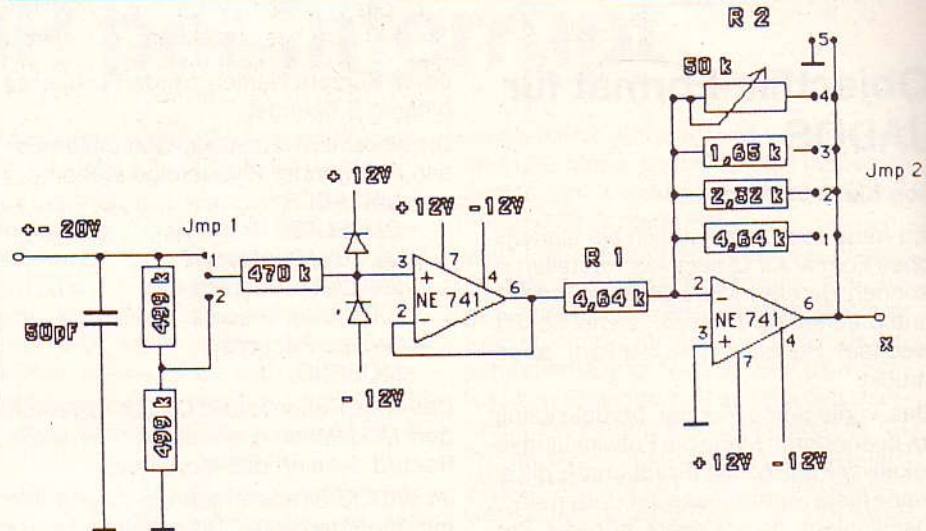 R 2
5
50 k
4
1,65 k
3
Jmp 2
2,32 k
2
4,64 k
1
+ 12V
+12V -12V
+- 20V
Jmp 1
7
4
R 1
470 k
3
+
6
4,64 k
2
-
NE 741
2
-
6
NE 741
x
3
+
4
7
50pF
499 k
2
499 k
- 12V
+12V -12V